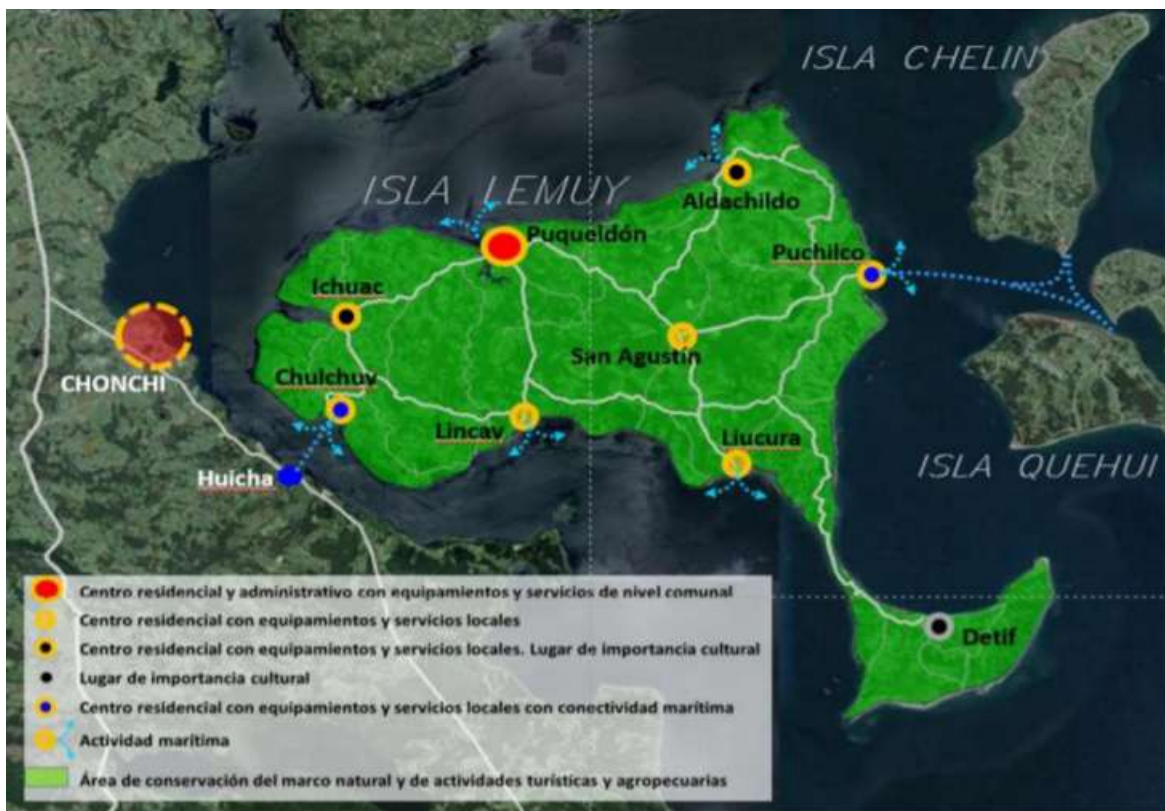 ISLA CHELIN
ISLA LEMUY
Aldachildo
Puqueldón
Puchilco
Ichuac
San Agustín
CHONCHI
Chulchuy
Lincay
Liucura
Huicha
ISLA QUEHUI
Detif
Centro residencial y administrativo con equipamientos y servicios de nivel comunal
Centro residencial con equipamientos y servicios locales
Centro residencial con equipamientos y servicios locales. Lugar de importancia cultural
Lugar de importancia cultural
Centro residencial con equipamientos y servicios locales con conectividad marítima
Actividad marítima
Área de conservación del marco natural y de actividades turísticas y agropecuarias